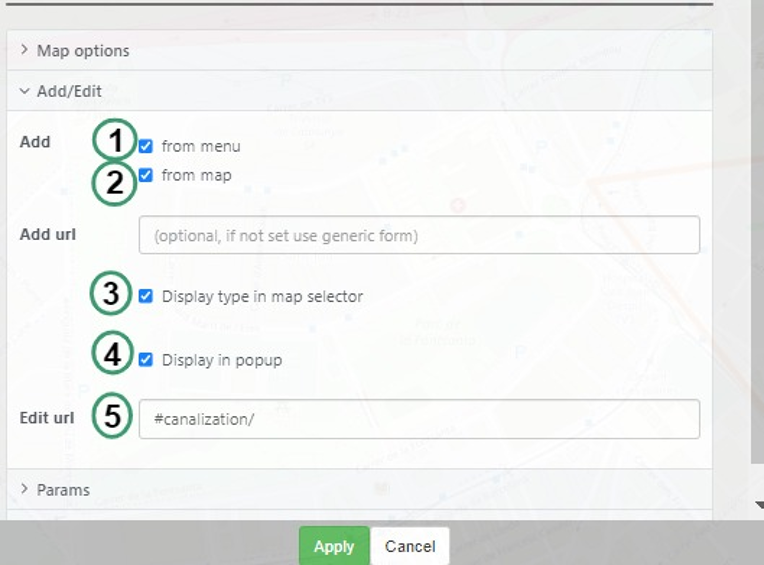 Map options
Add/Edit
Add 1 from menu
2 from map
Add url (optional, if not set use generic form)
3 Display type in map selector
4 Display in popup
Edit url 5 #canalization/
Params
Apply Cancel